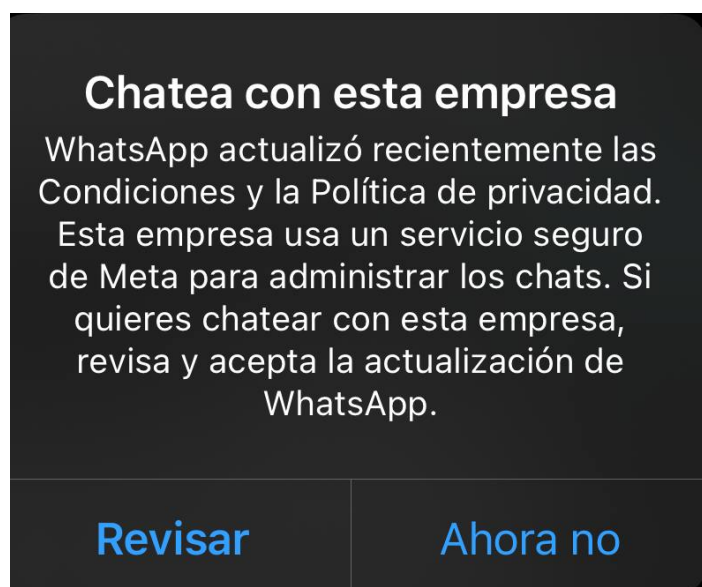 Chatea con esta empresa
WhatsApp actualizó recientemente las
Condiciones y la Política de privacidad.
Esta empresa usa un servicio seguro
de Meta para administrar los chats. Si
quieres chatear con esta empresa,
revisa y acepta la actualización de
WhatsApp.
Revisar
Ahora no